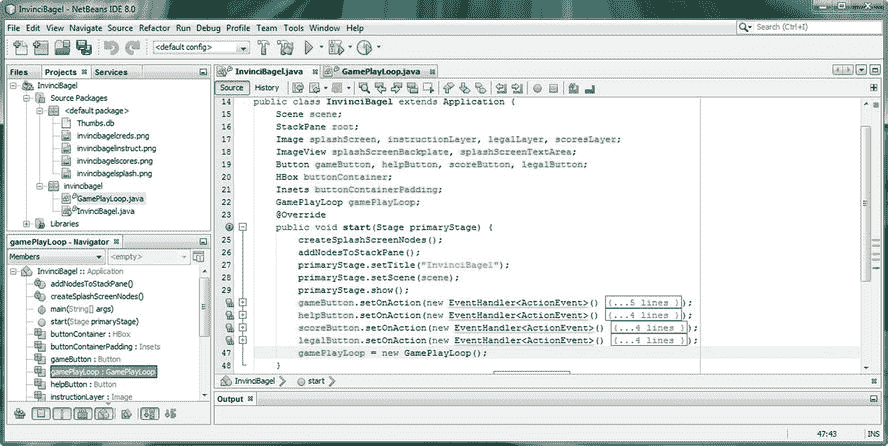 InvinciBagel - NetBeans IDE 8.0
File Edit View Navigate Source Refactor Run Debug Profile Team Tools Window Help
Search (Ctrl+I)
<default config>
Files
Projects
Services
InvinciBagel
Source Packages
<default package>
Thumbs.db
invincibagelcreds.png
invincibagelinstruct.png
invincibagelscores.png
invincibagelsplash.png
invincibagel
GamePlayLoop.java
InvinciBagel.java
Libraries
gamePlayLoop - Navigator
Members
<empty>
InvinciBagel :: Application
addNodesToStackPane()
createSplashScreenNodes()
main(String[] args)
start(Stage primaryStage)
buttonContainer : HBox
buttonContainerPadding : Insets
gameButton : Button
gamePlayLoop : GamePlayLoop
helpButton : Button
instructionLayer : Image
InvinciBagel.java
GamePlayLoop.java
Source
History
14 public class InvinciBagel extends Application {
15 Scene scene;
16 StackPane root;
17 Image splashScreen, instructionLayer, legalLayer, scoresLayer;
18 ImageView splashScreenBackplate, splashScreenTextArea;
19 Button gameButton, helpButton, scoreButton, legalButton;
20 HBox buttonContainer;
21 Insets buttonContainerPadding;
22 GamePlayLoop gamePlayLoop;
23 @Override
public void start(Stage primaryStage) {
25 createSplashScreenNodes();
26 addNodesToStackPane();
27 primaryStage.setTitle("InvinciBagel");
28 primaryStage.setScene(scene);
29 primaryStage.show();
gameButton.setOnAction(new EventHandler<ActionEvent>() {...5 lines });
helpButton.setOnAction(new EventHandler<ActionEvent>() {...4 lines });
scoreButton.setOnAction(new EventHandler<ActionEvent>() {...4 lines });
legalButton.setOnAction(new EventHandler<ActionEvent>() {...4 lines });
47 gamePlayLoop = new GamePlayLoop();
48 }
InvinciBagel
start
Output
47:43
INS